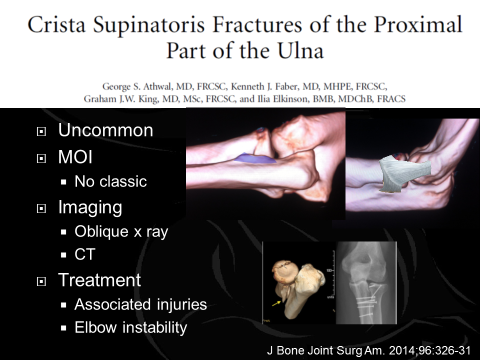 Crista Supinatoris Fractures of the Proximal
Part of the Ulna
George S. Athwal, MD, FRCSC, Kenneth J. Faber, MD, MHPE, FRCSC,
Graham J.W. King, MD, MSc, FRCSC, and Ilia Elkinson, BMB, MDChB, FRACS
Uncommon
MOI
No classic
Imaging
Oblique x ray
CT
Treatment
Associated injuries
Elbow instability
J Bone Joint Surg Am. 2014;96:326-31